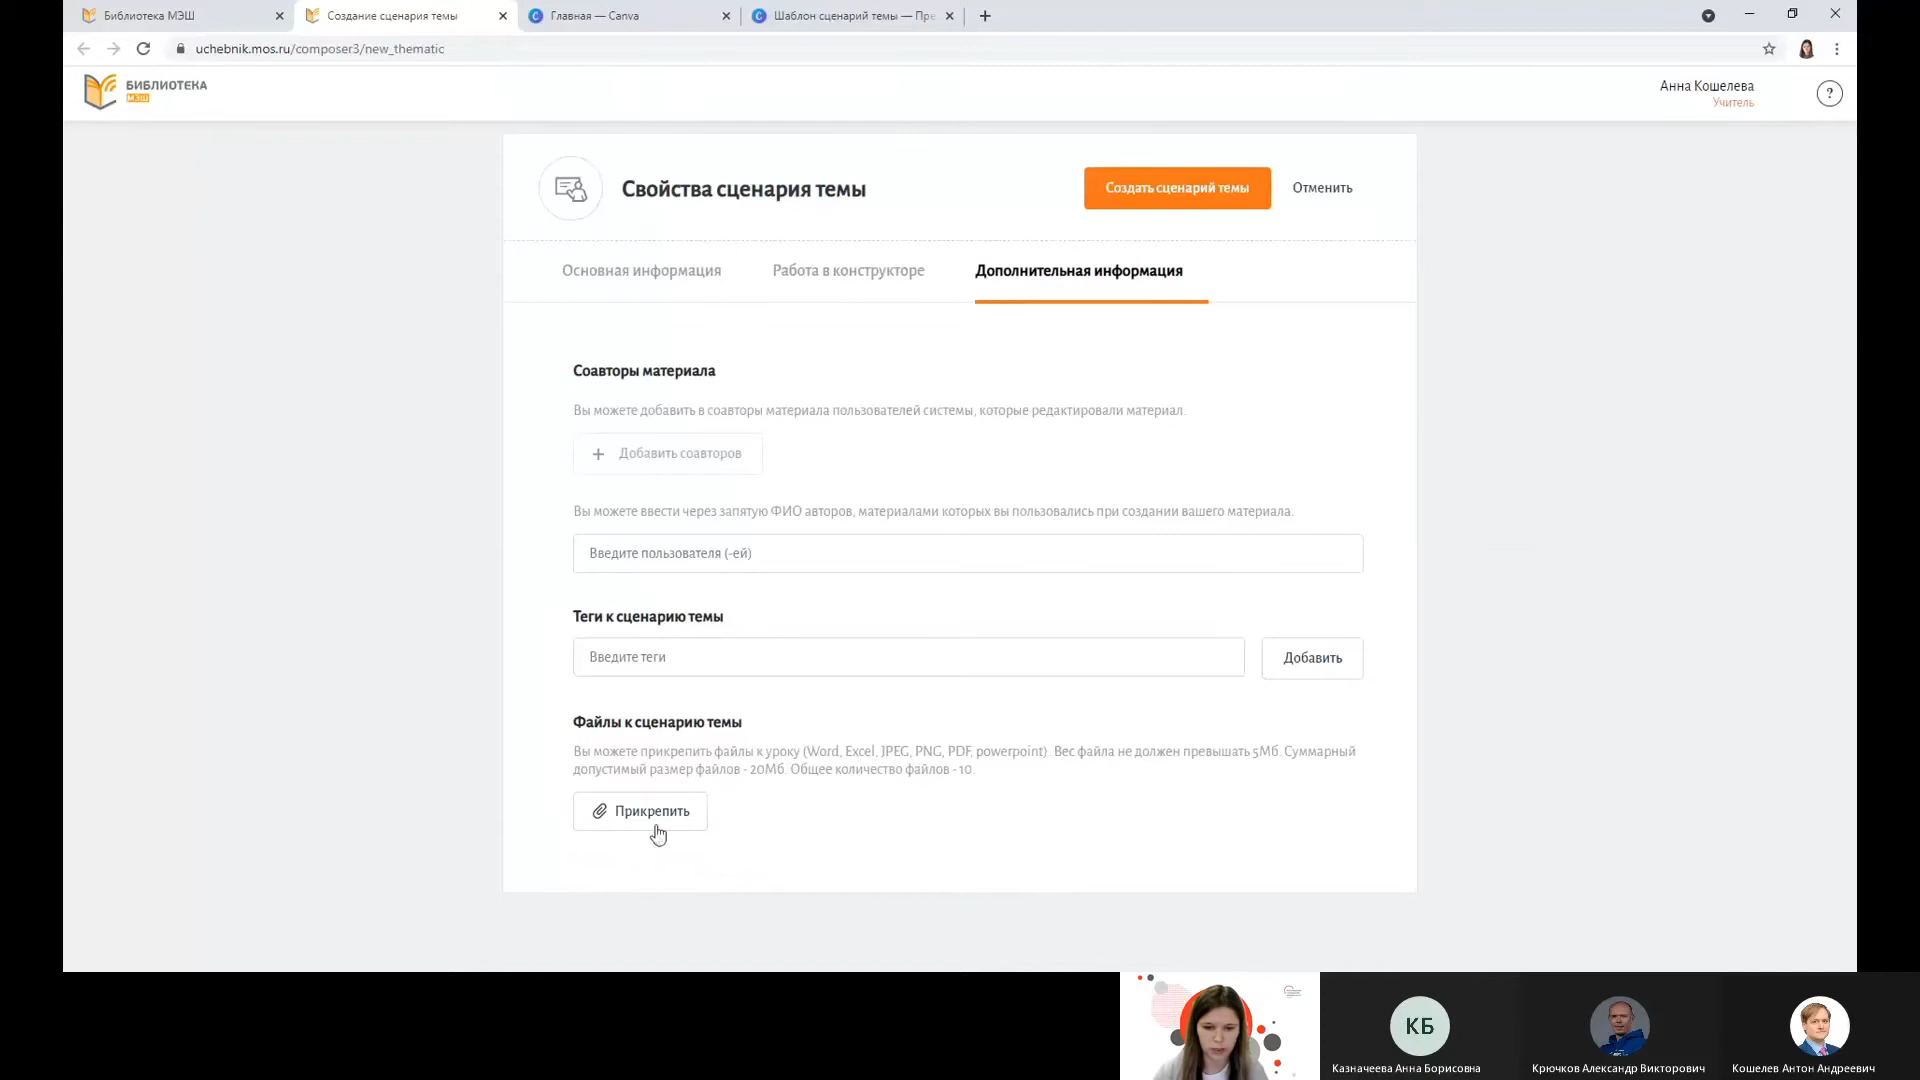 Библиотека МЭШ
Создание сценария темы
Главная — Canva
Шаблон сценарий темы — Пре
uchebnik.mos.ru/composer3/new_thematic
БИБЛИОТЕКА
МЭШ
Анна Кошелева
Учитель
?
Свойства сценария темы
Создать сценарий темы
Отменить
Основная информация
Работа в конструкторе
Дополнительная информация
Соавторы материала
Вы можете добавить в соавторы материала пользователей системы, которые редактировали материал.
+ Добавить соавторов
Вы можете ввести через запятую ФИО авторов, материалами которых вы пользовались при создании вашего материала.
Введите пользователя (-ей)
Теги к сценарию темы
Введите теги
Добавить
Файлы к сценарию темы
Вы можете прикрепить файлы к уроку (Word, Excel, JPEG, PNG, PDF, powerpoint). Вес файла не должен превышать 5Мб. Суммарный
допустимый размер файлов - 20Мб. Общее количество файлов - 10.
Прикрепить
КБ
Казначеева Анна Борисовна
Крючков Александр Викторович
Кошелев Антон Андреевич